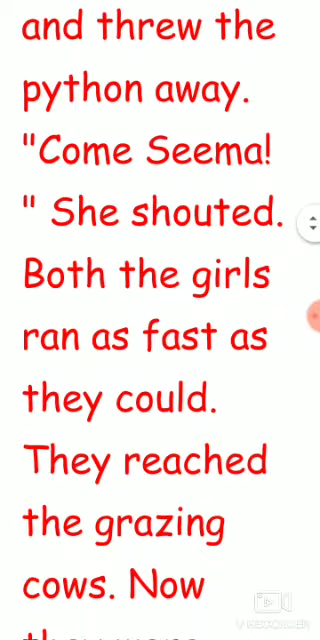 and threw the
python away.
"Come Seema!
" She shouted.
Both the girls
ran as fast as
they could.
They reached
the grazing
cows. Now
V RECORDER